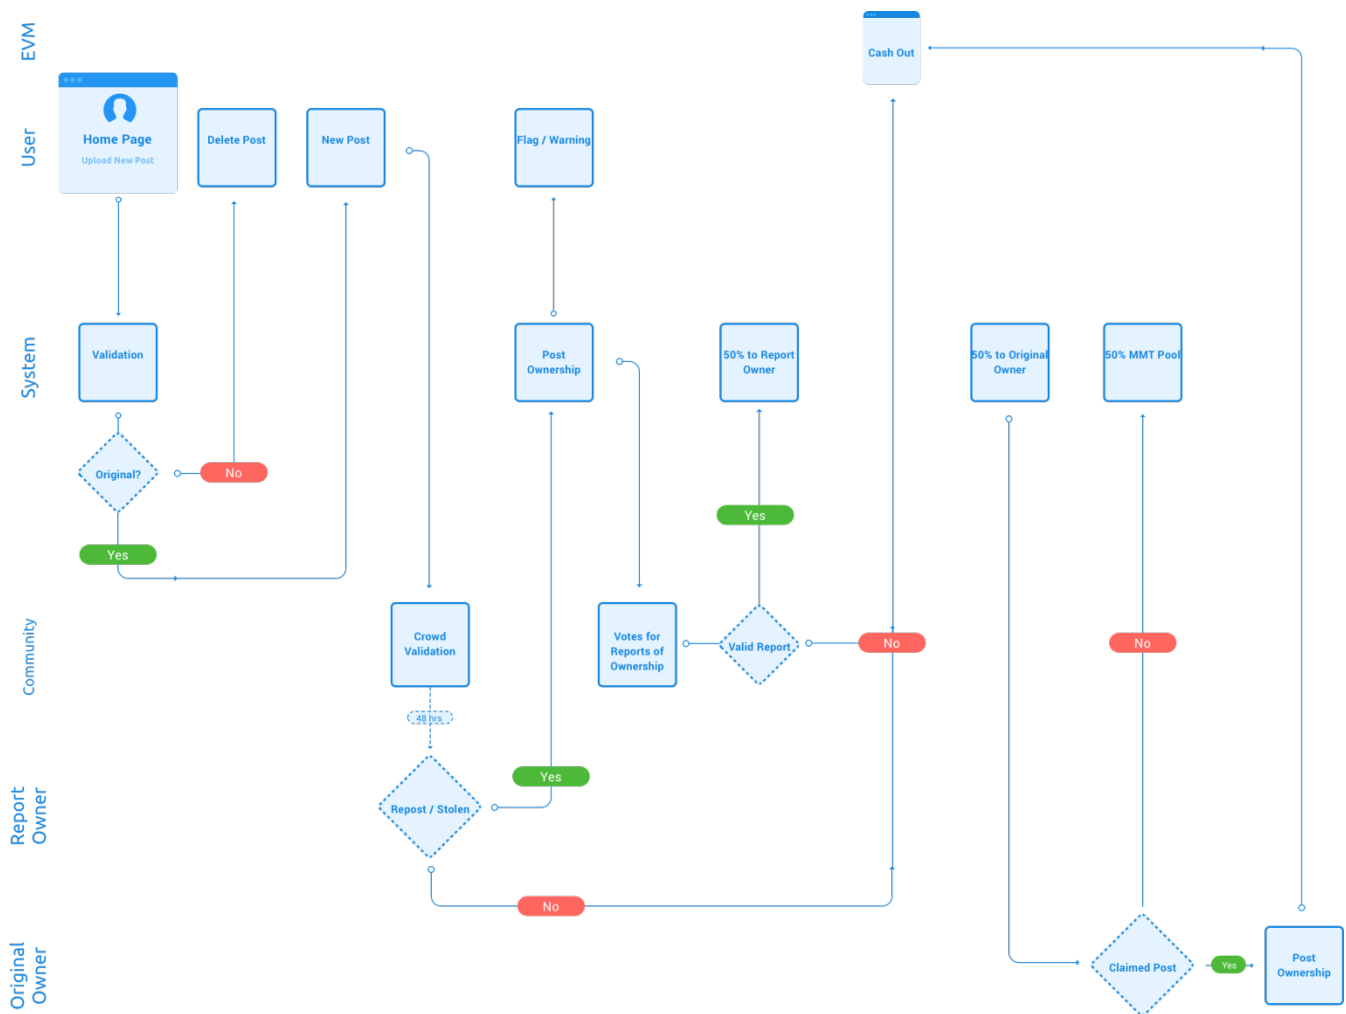 EVM
Cash Out
User
Home Page
Upload New Post
Delete Post
New Post
Flag / Warning
System
Validation
Post
Ownership
50% to Report
Owner
50% to Original
Owner
50% MMT Pool
Original?
No
Yes
Yes
Community
Crowd
Validation
Votes for
Reports of
Ownership
Valid Report
No
No
48 hrs
Report
Owner
Repost / Stolen
Yes
No
Original
Owner
Claimed Post
Yes
Post
Ownership